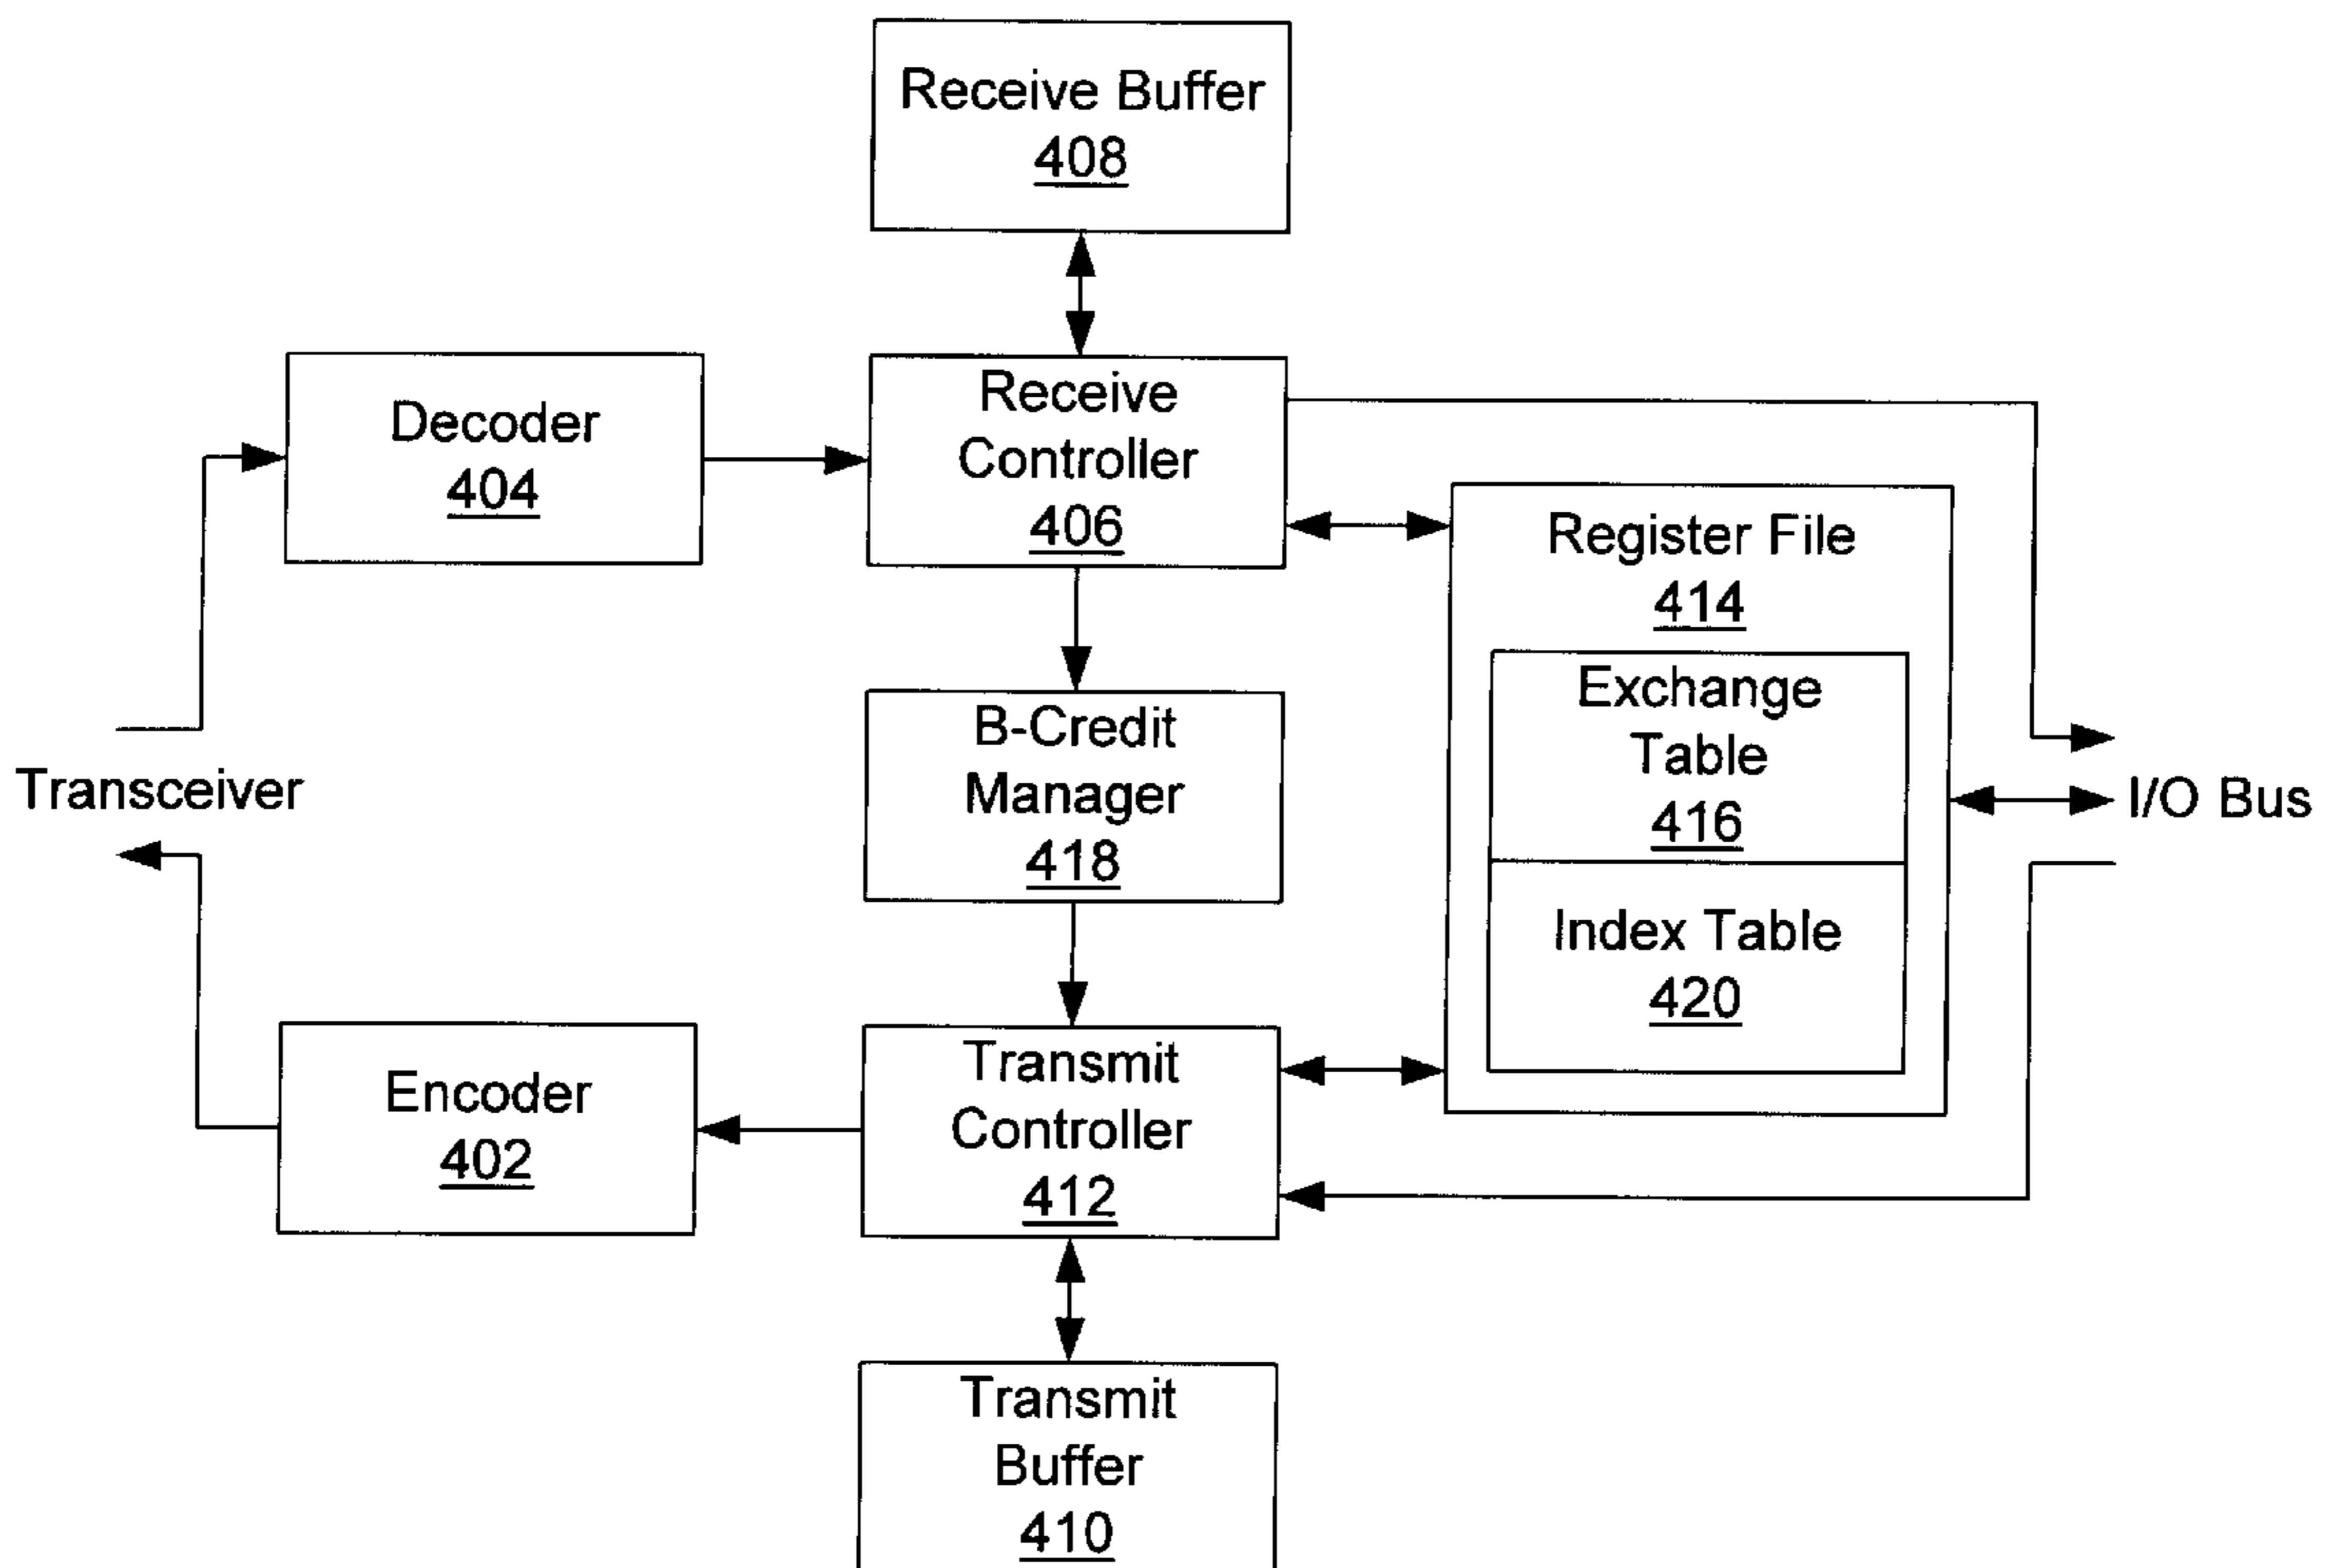 Receive Buffer
408
Decoder
404
Receive
Controller
406
Register File
414
Exchange
Table
416
Index Table
420
B-Credit
Manager
418
Transceiver
I/O Bus
Encoder
402
Transmit
Controller
412
Transmit
Buffer
410